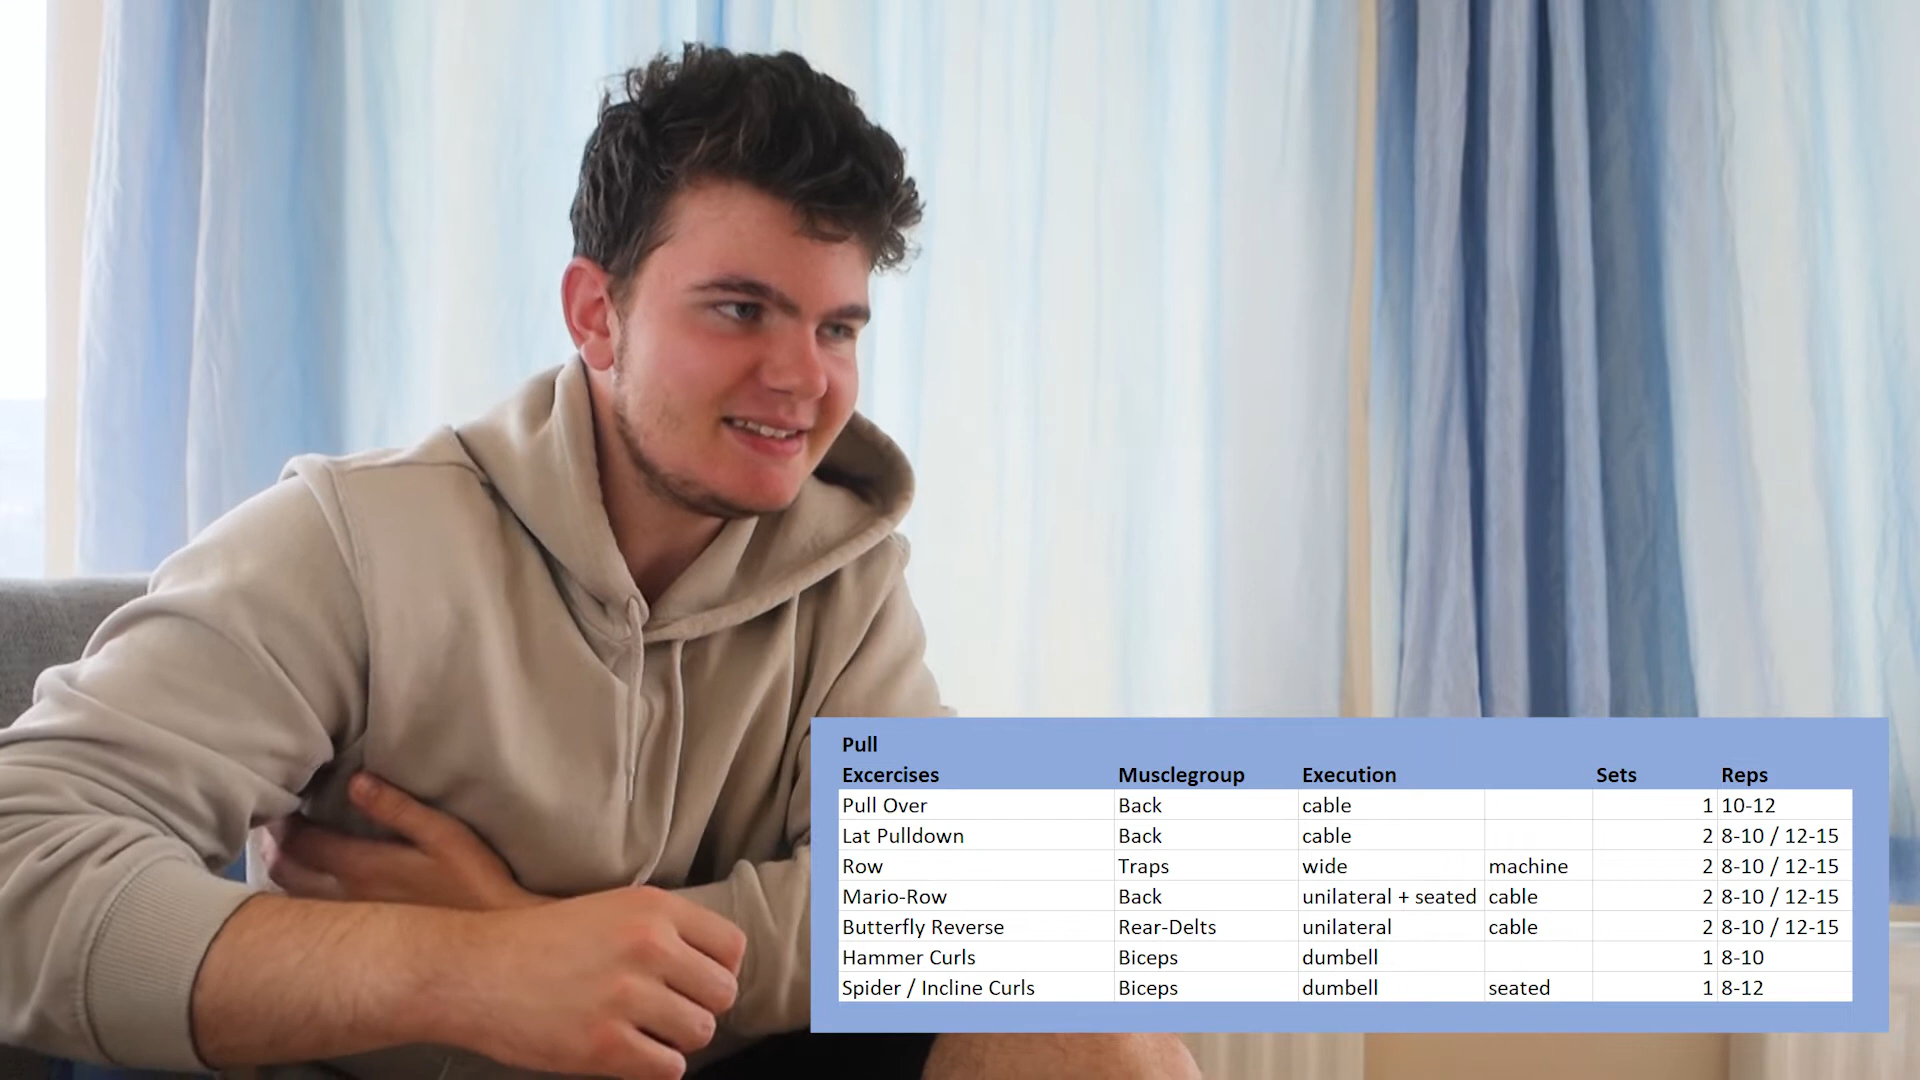 Pull
Excercises Musclegroup Execution Sets Reps
Pull Over Back cable 1 10-12
Lat Pulldown Back cable 2 8-10 / 12-15
Row Traps wide machine 2 8-10 / 12-15
Mario-Row Back unilateral + seated cable 2 8-10 / 12-15
Butterfly Reverse Rear-Delts unilateral cable 2 8-10 / 12-15
Hammer Curls Biceps dumbell 1 8-10
Spider / Incline Curls Biceps dumbell seated 1 8-12